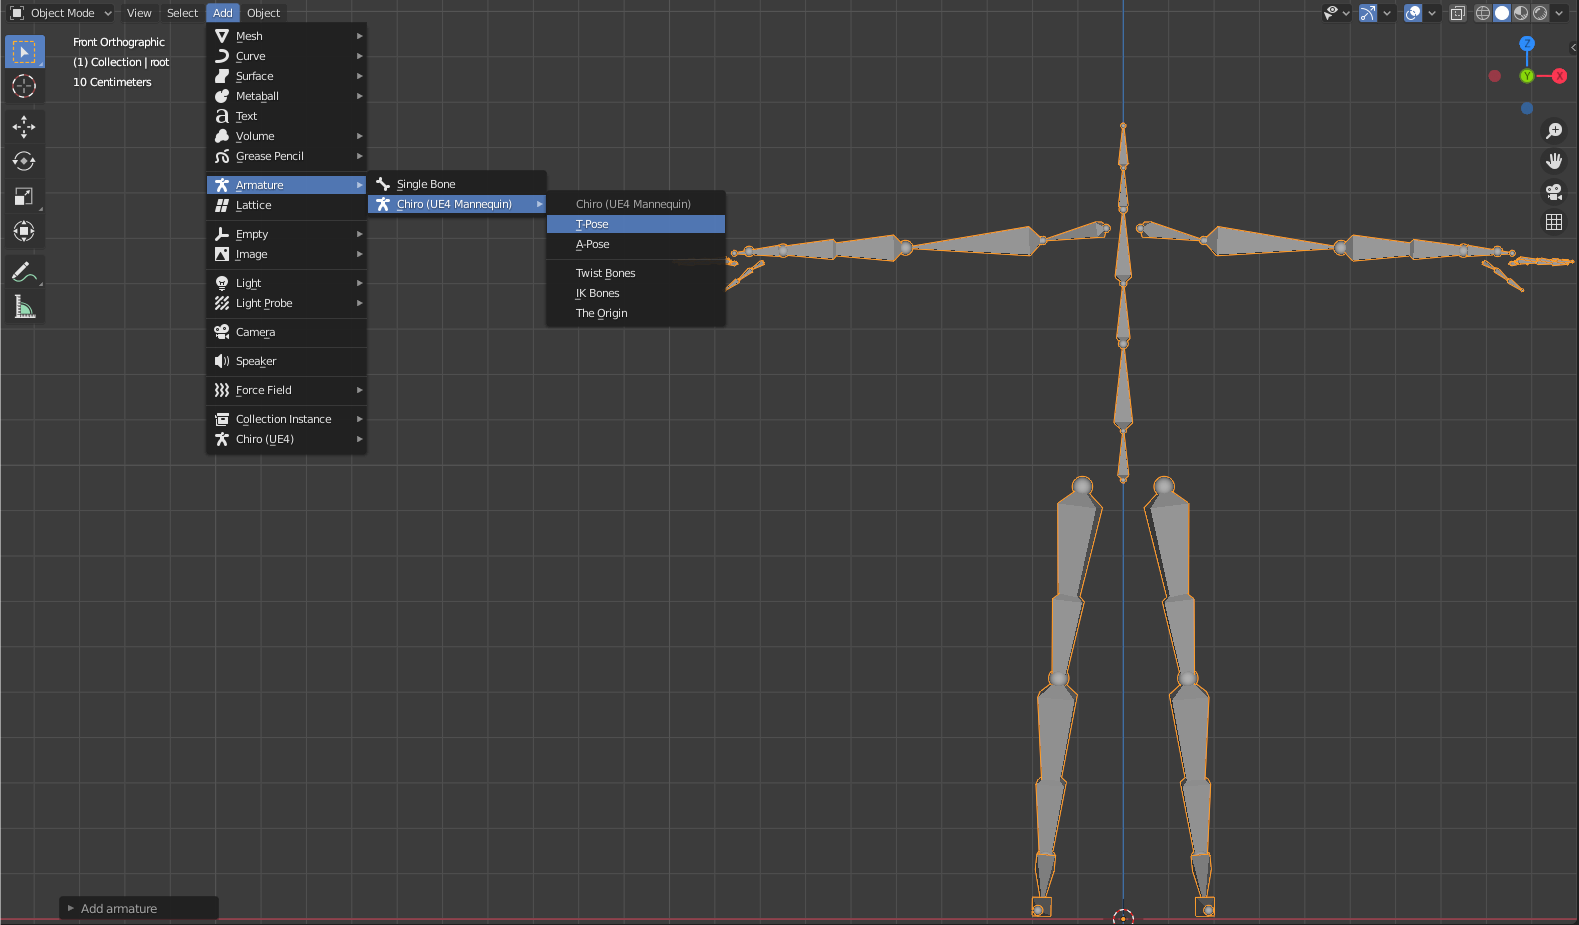 Object Mode View Select Add Object
Front Orthographic
(1) Collection | root
10 Centimeters
Mesh
Curve
Surface
Metaball
Text
Volume
Grease Pencil
Armature
Lattice
Empty
Image
Light
Light Probe
Camera
Speaker
Force Field
Collection Instance
Chiro (UE4)
Single Bone
Chiro (UE4 Mannequin)
Chiro (UE4 Mannequin)
T-Pose
A-Pose
Twist Bones
IK Bones
The Origin
Z
Y
X
Add armature